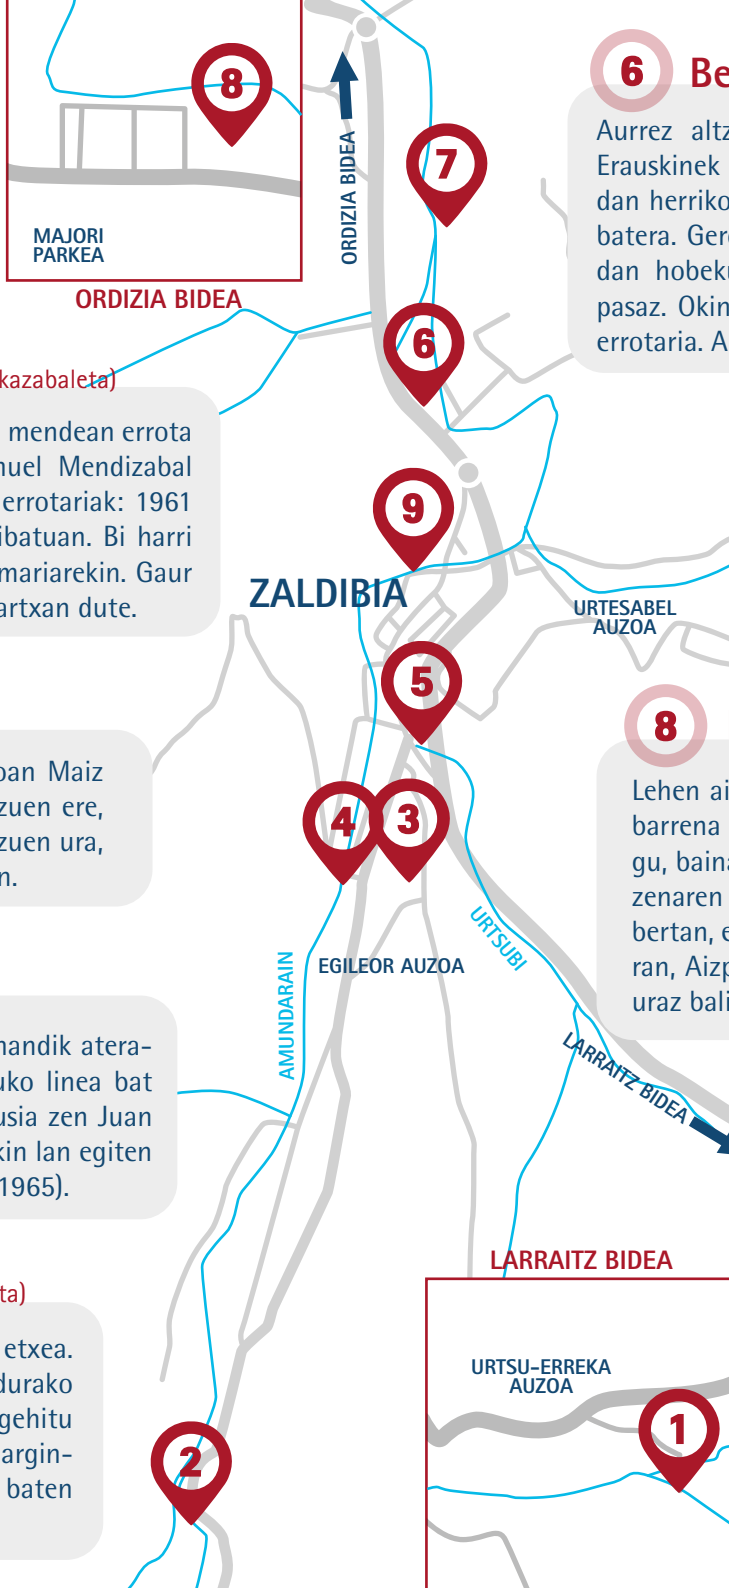 8
MAJORI
PARKEA
ORDIZIA BIDEA
ORDIZIA BIDEA
7
6
6 Be
Aurrez altz
Erauskinek
dan herriko
batera. Gero
dan hobeku
pasaz. Okin
errotaria. A
kazabaleta)
mendean errota
nuel Mendizabal
errotariak: 1961
ibatuan. Bi harri
mariarekin. Gaur
artxan dute.
9
ZALDIBIA
URTESABEL
AUZOA
5
8
Lehen ai
barrena
gu, baina
zenaren
bertan, e
ran, Aizp
uraz bali
oan Maiz
zuen ere,
zuen ura,
n.
4
3
EGILEOR AUZOA
URTSUBI
AMUNDARAIN
LARRAITZ BIDEA
handik atera-
uko linea bat
usia zen Juan
kin lan egiten
1965).
ta)
etxea.
durako
gehitu
argin-
baten
2
LARRAITZ BIDEA
URTSU-ERREKA
AUZOA
1